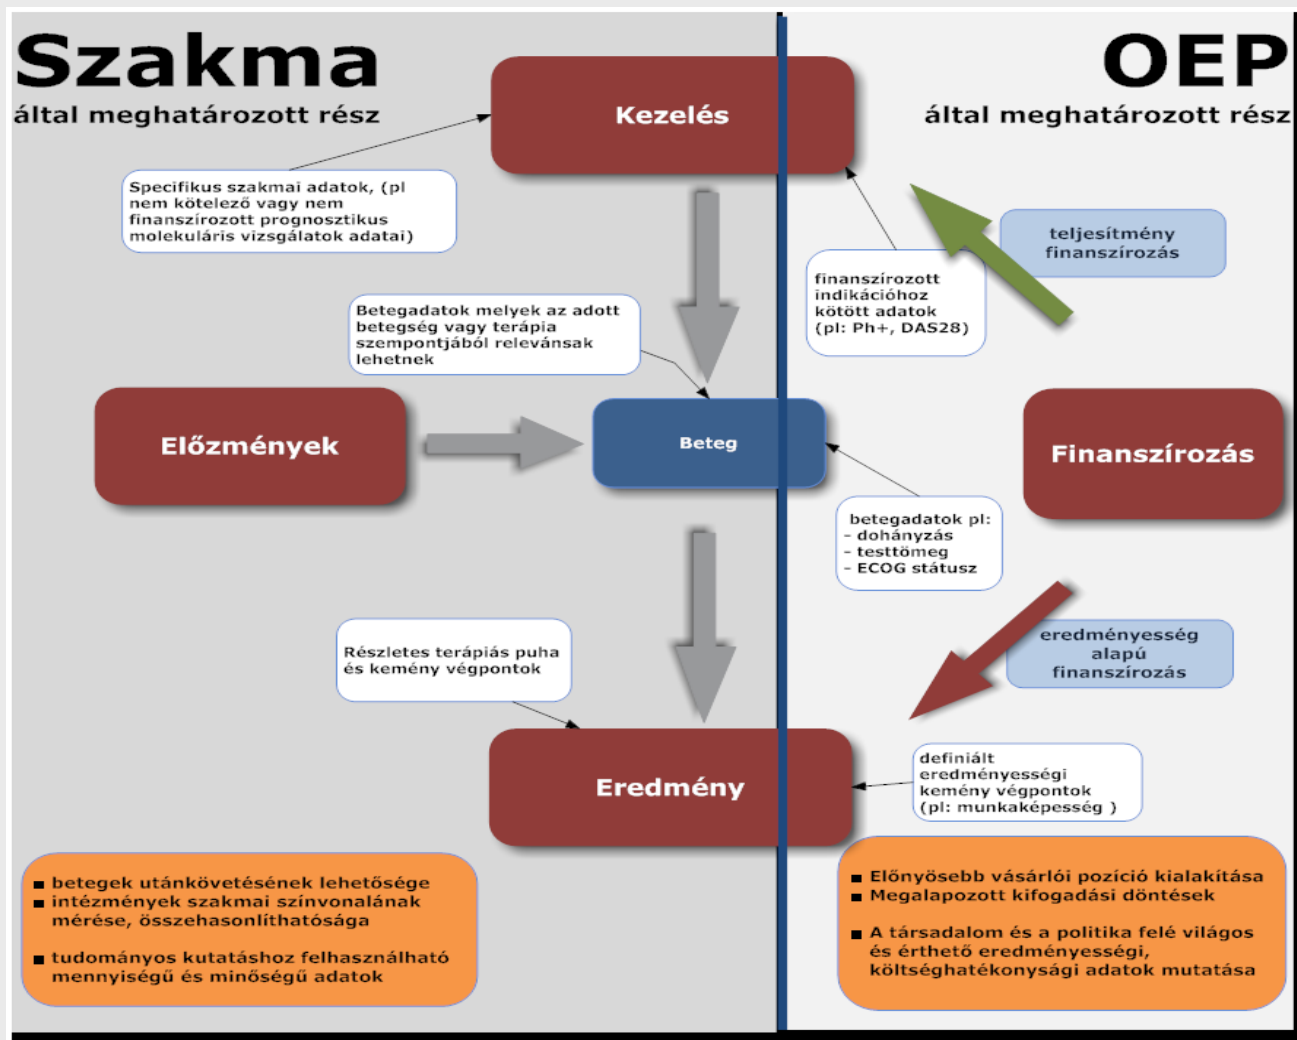 Szakma
által meghatározott rész
OEP
által meghatározott rész
Kezelés
Specifikus szakmai adatok, (pl
nem kötelező vagy nem
finanszírozott prognosztikus
molekuláris vizsgálatok adatai)
teljesítmény
finanszírozás
finanszírozott
indikációhoz
kötött adatok
(pl: Ph+, DAS28)
Betegadatok melyek az adott
betegség vagy terápia
szempontjából relevánsak
lehetnek
Előzmények
Beteg
Finanszírozás
betegadatok pl:
- dohányzás
- testtömeg
- ECOG státusz
Részletes terápiás puha
és kemény végpontok
eredményesség
alapú
finanszírozás
Eredmény
definiált
eredményességi
kemény végpontok
(pl: munkaképesség )
▪ betegek utánkövetésének lehetősége
▪ intézmények szakmai színvonalának
mérése, összehasonlíthatósága
▪ tudományos kutatáshoz felhasználható
mennyiségű és minőségű adatok
▪ Előnyösebb vásárlói pozíció kialakítása
▪ Megalapozott kifogadási döntések
▪ A társadalom és a politika felé világos
és érthető eredményességi,
költséghatékonysági adatok mutatása